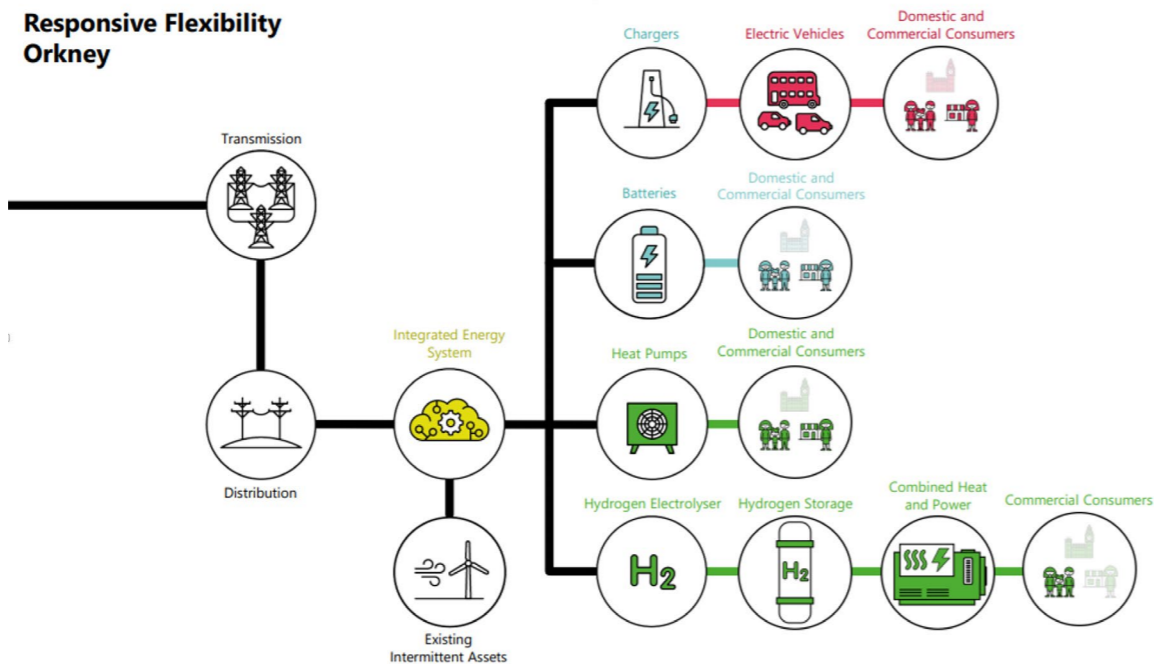 Responsive Flexibility
Orkney
Chargers
Electric Vehicles
Domestic and
Commercial Consumers
Transmission
Batteries
Domestic and
Commercial Consumers
Integrated Energy
System
Heat Pumps
Domestic and
Commercial Consumers
Distribution
Hydrogen Electrolyser
Hydrogen Storage
Combined Heat
and Power
Commercial Consumers
H2
H2
Existing
Intermittent Assets